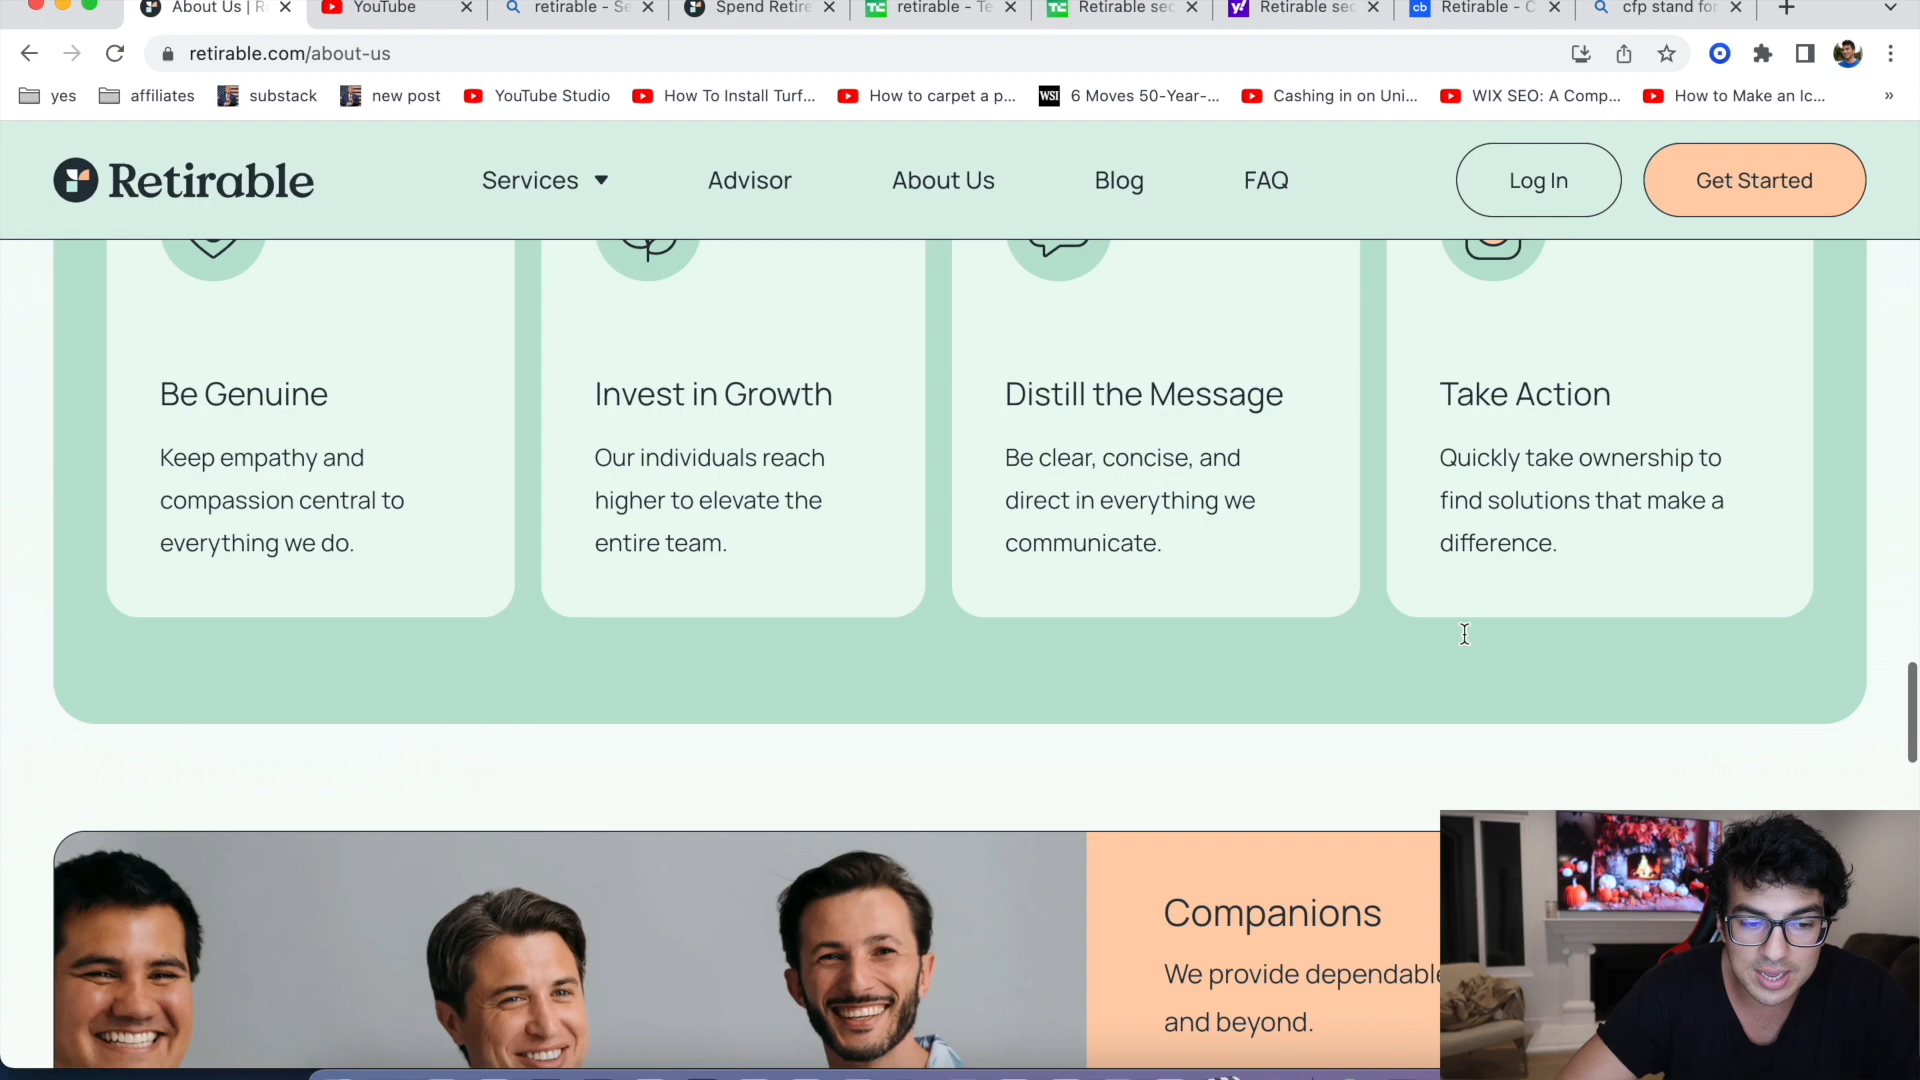 About Us | R
YouTube
retirable - Se
Spend Retire
retirable - Te
Retirable sec
Retirable sec
Retirable - C
cfp stand for
retirable.com/about-us
yes
affiliates
substack
new post
YouTube Studio
How To Install Turf...
How to carpet a p...
WSI
6 Moves 50-Year-...
Cashing in on Uni...
WIX SEO: A Comp...
How to Make an Ic...
»
Retirable
Services
Advisor
About Us
Blog
FAQ
Log In
Get Started
Be Genuine
Keep empathy and
compassion central to
everything we do.
Invest in Growth
Our individuals reach
higher to elevate the
entire team.
Distill the Message
Be clear, concise, and
direct in everything we
communicate.
Take Action
Quickly take ownership to
find solutions that make a
difference.
Companions
We provide dependable
and beyond.